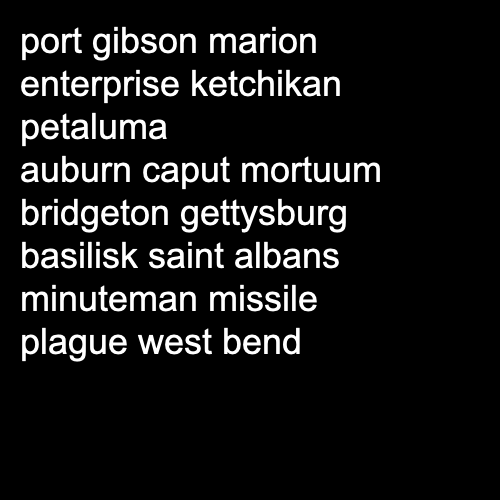 port gibson marion
enterprise ketchikan
petaluma
auburn caput mortuum
bridgeton gettysburg
basilisk saint albans
minuteman missile
plague west bend